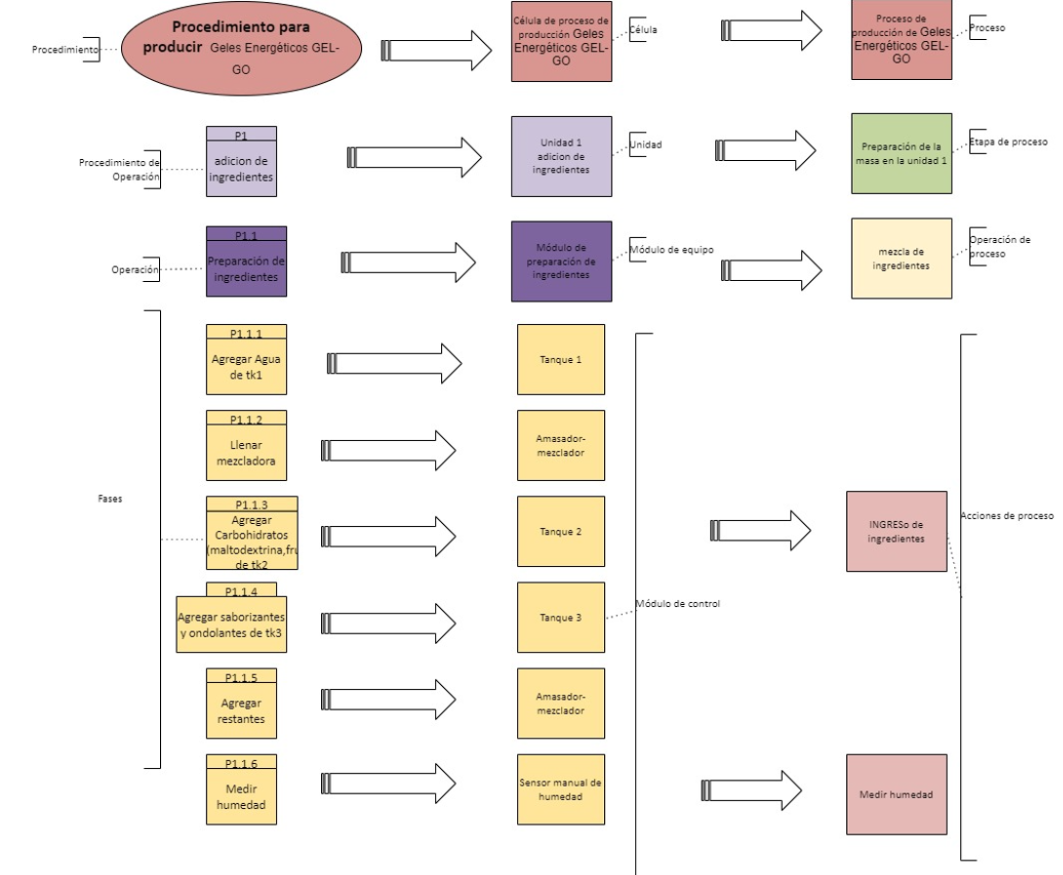 Procedimiento
Procedimiento para
producir Geles Energéticos GEL-
GO
Célula de proceso de
producción Geles
Energéticos GEL-
GO
Célula
Proceso de
producción de Geles
Energéticos GEL-
GO
Proceso
Procedimiento de
Operación
P1
adicion de
ingredientes
Unidad 1
adicion de
ingredientes
Unidad
Preparación de la
masa en la unidad 1
Etapa de proceso
Operación
P1.1
Preparación de
ingredientes
Módulo de
preparación de
ingredientes
Módulo de equipo
mezcla de
ingredientes
Operación de
proceso
Fases
P1.1.1
Agregar Agua
de tk1
Tanque 1
P1.1.2
Llenar
mezcladora
Amasador-
mezclador
P1.1.3
Agregar
Carbohidratos
(maltodextrina,fru
de tk2
Tanque 2
INGRESo de
ingredientes
Acciones de proceso
P1.1.4
Agregar saborizantes
y ondolantes de tk3
Tanque 3
Módulo de control
P1.1.5
Agregar
restantes
Amasador-
mezclador
P1.1.6
Medir
humedad
Sensor manual de
humedad
Medir humedad